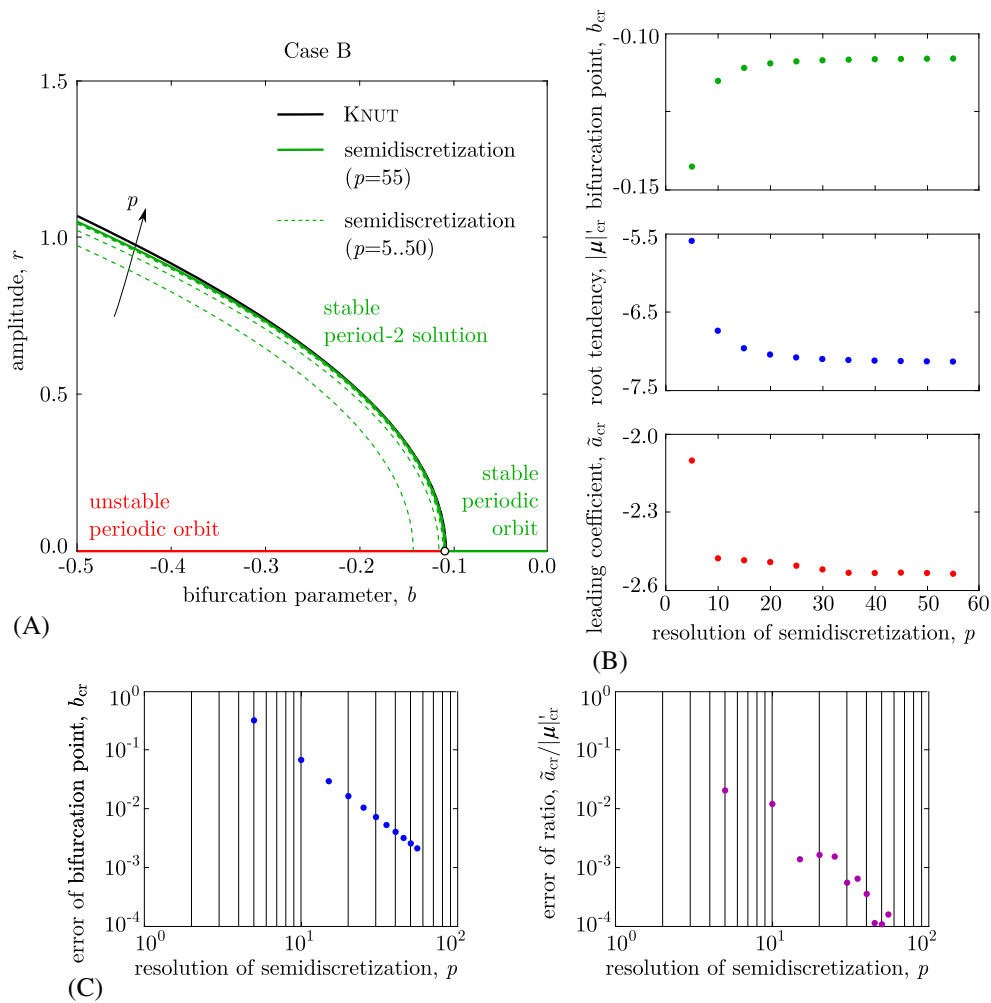 Case B
1.5
1.0
0.5
0.0
amplitude, r
p
KNUT
semidiscretization
(p=55)
semidiscretization
(p=5..50)
stable
period-2 solution
unstable
periodic orbit
stable
periodic
orbit
-0.5
-0.4
-0.3
-0.2
-0.1
0.0
bifurcation parameter, b
(A)
bifurcation point, b_cr
-0.10
-0.15
root tendency, |μ|'_cr
-5.5
-6.5
-7.5
leading coefficient, ã_cr
-2.0
-2.3
-2.6
0 10 20 30 40 50 60
resolution of semidiscretization, p
(B)
error of bifurcation point, b_cr
10^0
10^-1
10^-2
10^-3
10^-4
10^0 10^1 10^2
resolution of semidiscretization, p
(C)
error of ratio, ã_cr/|μ|'_cr
10^0
10^-1
10^-2
10^-3
10^-4
10^0 10^1 10^2
resolution of semidiscretization, p